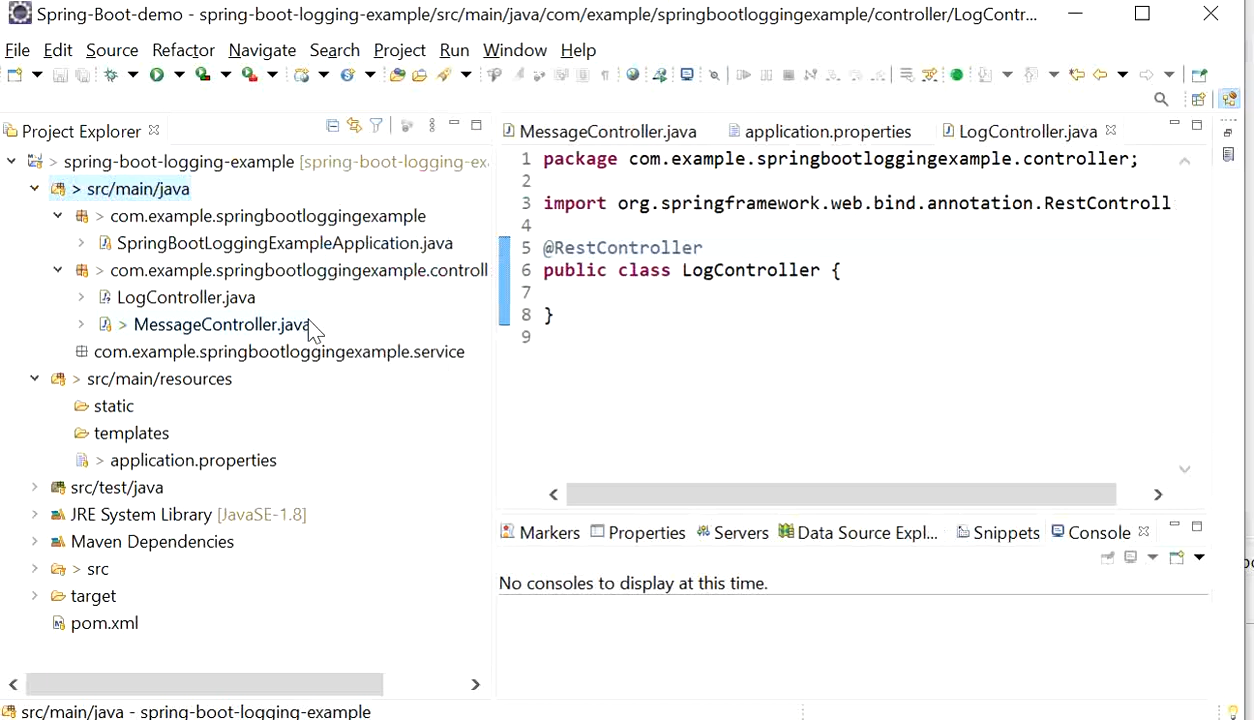 Spring-Boot-demo - spring-boot-logging-example/src/main/java/com/example/springbootloggingexample/controller/LogContr...
File Edit Source Refactor Navigate Search Project Run Window Help
Project Explorer
MessageController.java application.properties LogController.java
> spring-boot-logging-example [spring-boot-logging-ex
> src/main/java
> com.example.springbootloggingexample
SpringBootLoggingExampleApplication.java
> com.example.springbootloggingexample.controll
LogController.java
> MessageController.java
com.example.springbootloggingexample.service
> src/main/resources
static
templates
> application.properties
src/test/java
JRE System Library [JavaSE-1.8]
Maven Dependencies
> src
target
pom.xml
1 package com.example.springbootloggingexample.controller;
2
3 import org.springframework.web.bind.annotation.RestControll
4
5 @RestController
6 public class LogController {
7
8 }
9
Markers Properties Servers Data Source Expl... Snippets Console
No consoles to display at this time.
src/main/java - spring-boot-logging-example